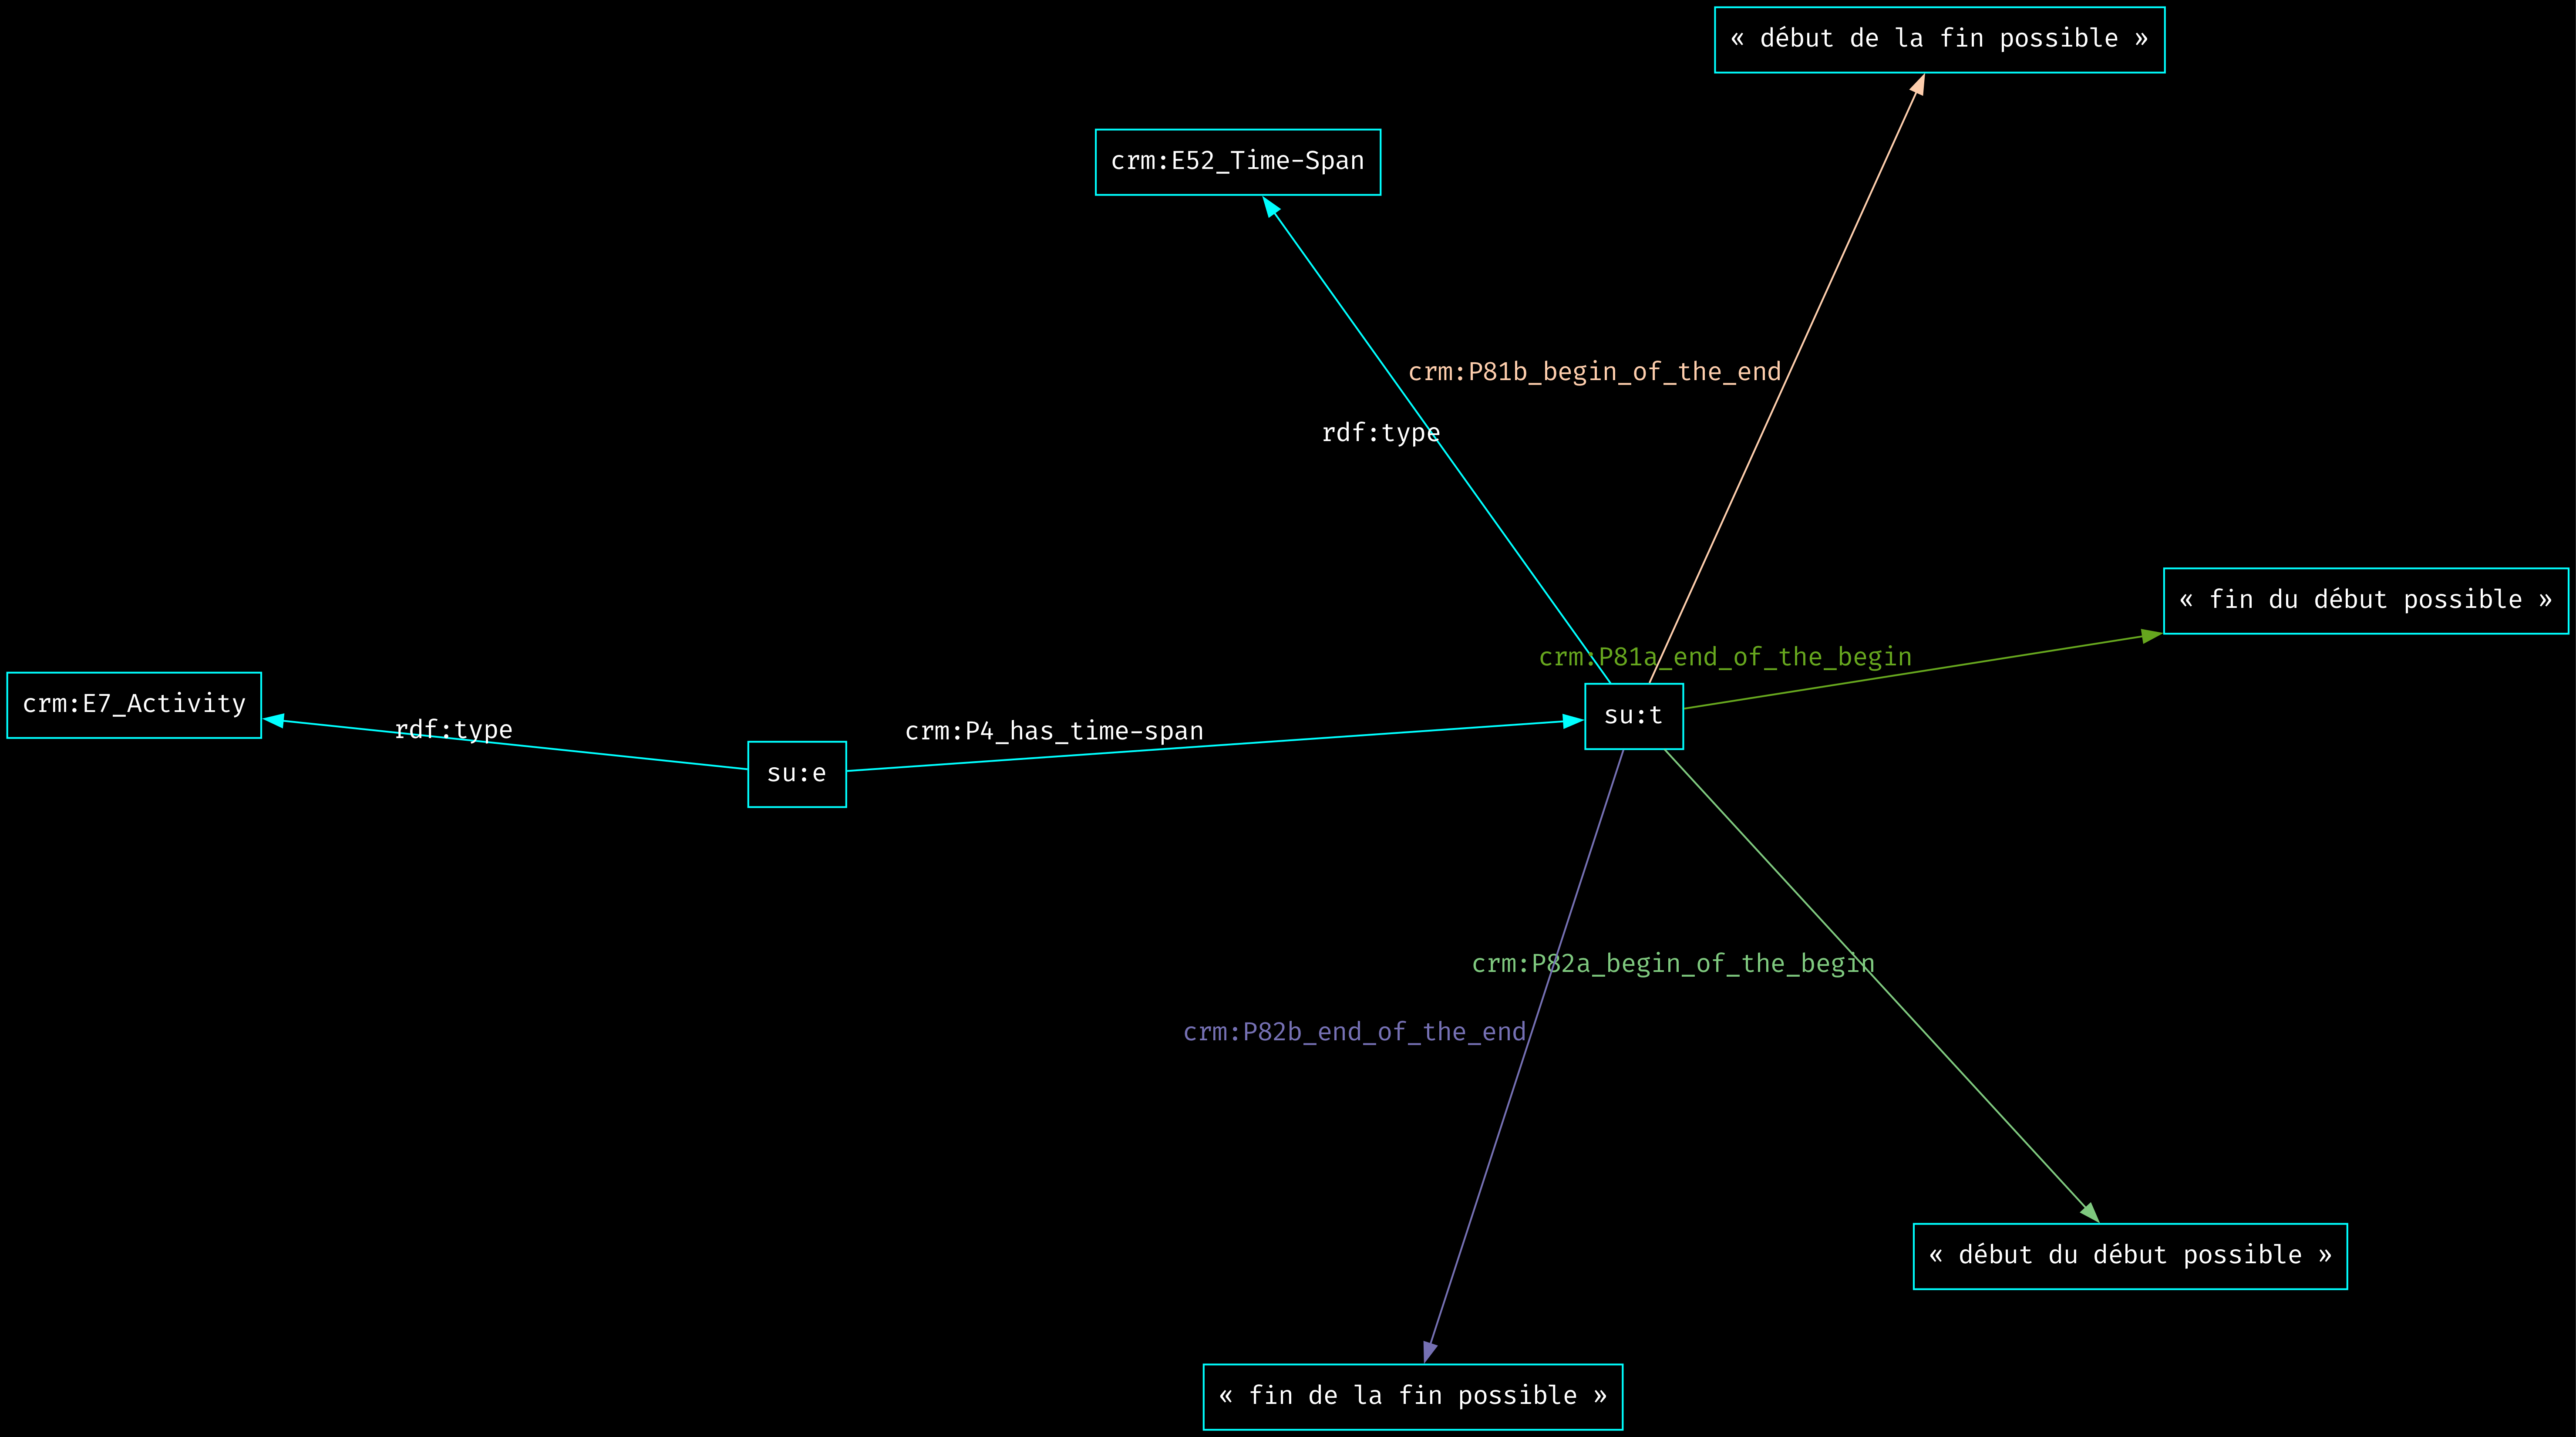 « début de la fin possible »
crm:E52_Time-Span
crm:P81b_begin_of_the_end
rdf:type
« fin du début possible »
crm:P81a_end_of_the_begin
crm:E7_Activity
rdf:type
crm:P4_has_time-span
su:t
su:e
crm:P82a_begin_of_the_begin
crm:P82b_end_of_the_end
« début du début possible »
« fin de la fin possible »